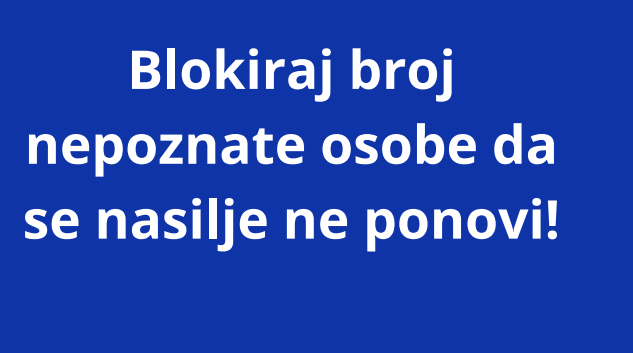 Blokiraj broj
nepoznate osobe da
se nasilje ne ponovi!